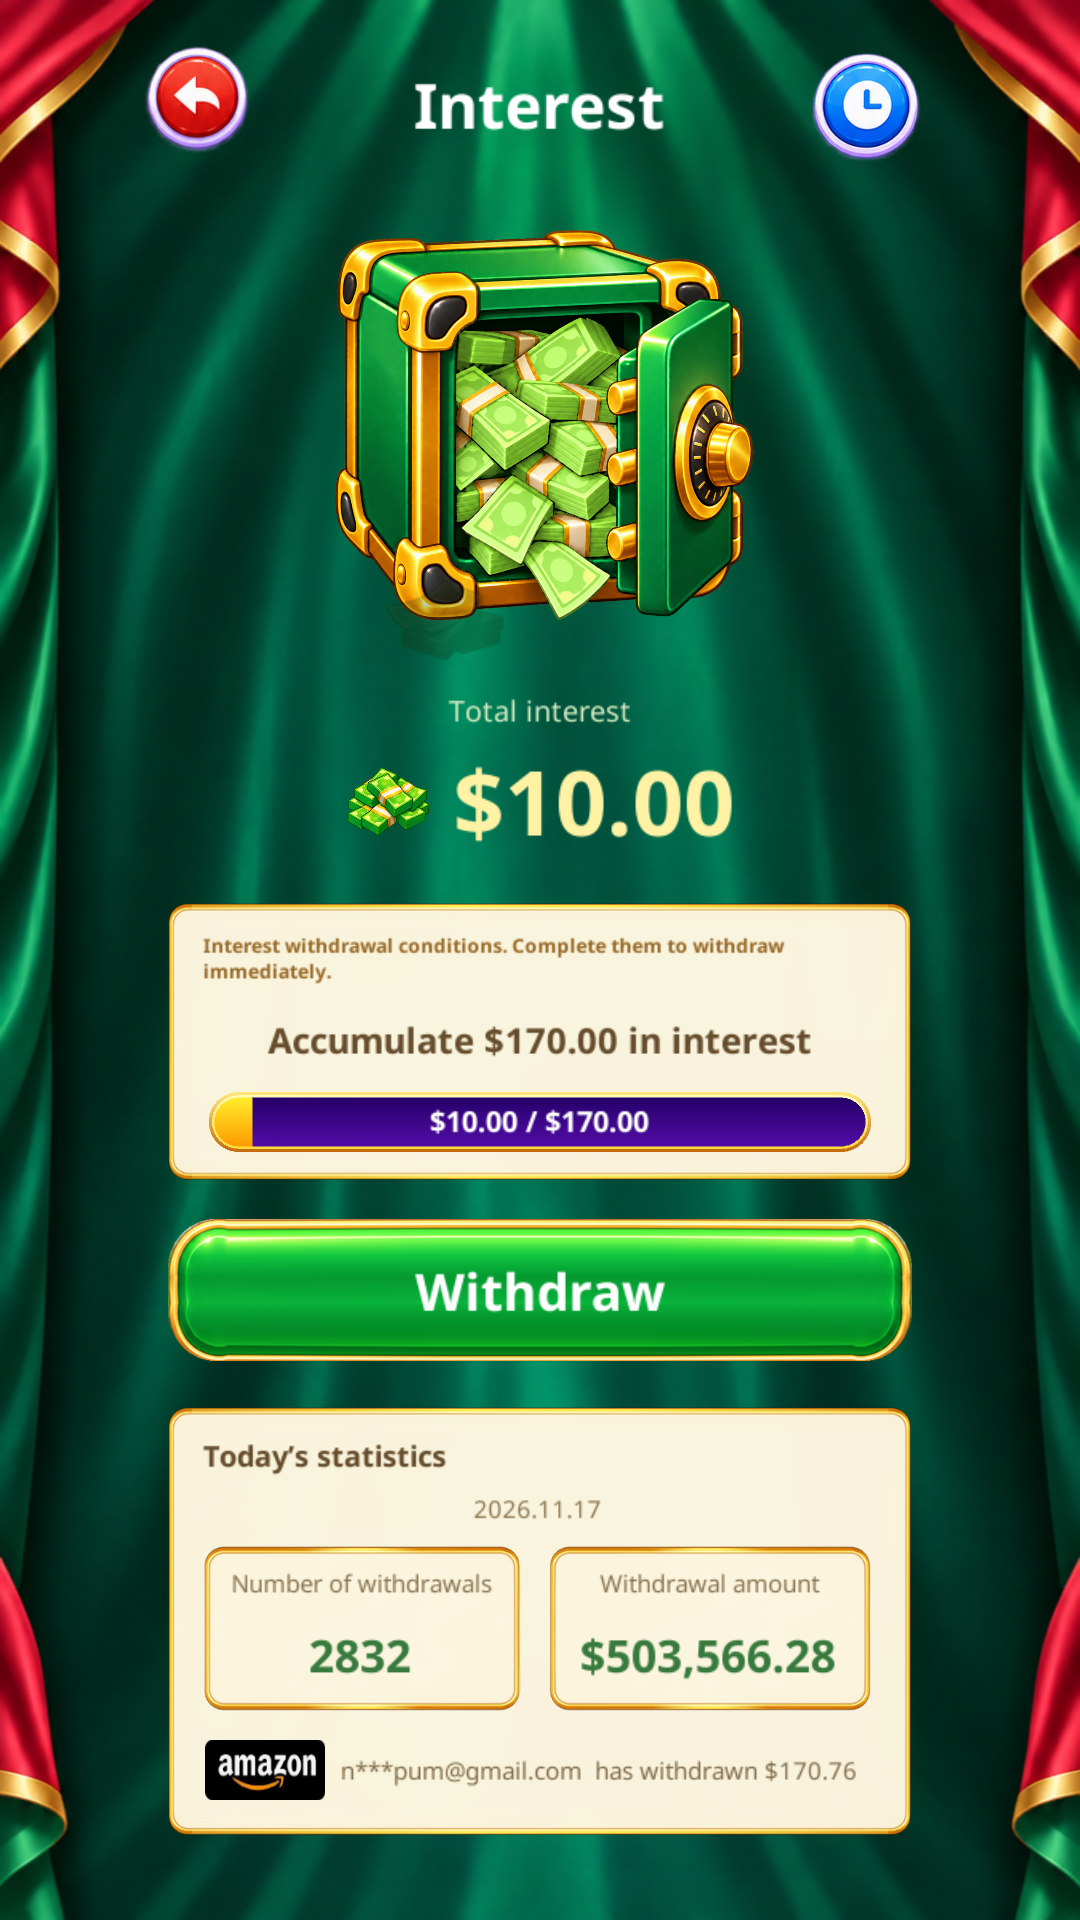 Interest
Total interest
$10.00
Interest withdrawal conditions. Complete them to withdraw
immediately.
Accumulate $170.00 in interest
$10.00 / $170.00
Withdraw
Today’s statistics
2026.11.17
Number of withdrawals
2832
Withdrawal amount
$503,566.28
amazon
n***pum@gmail.com has withdrawn $170.76